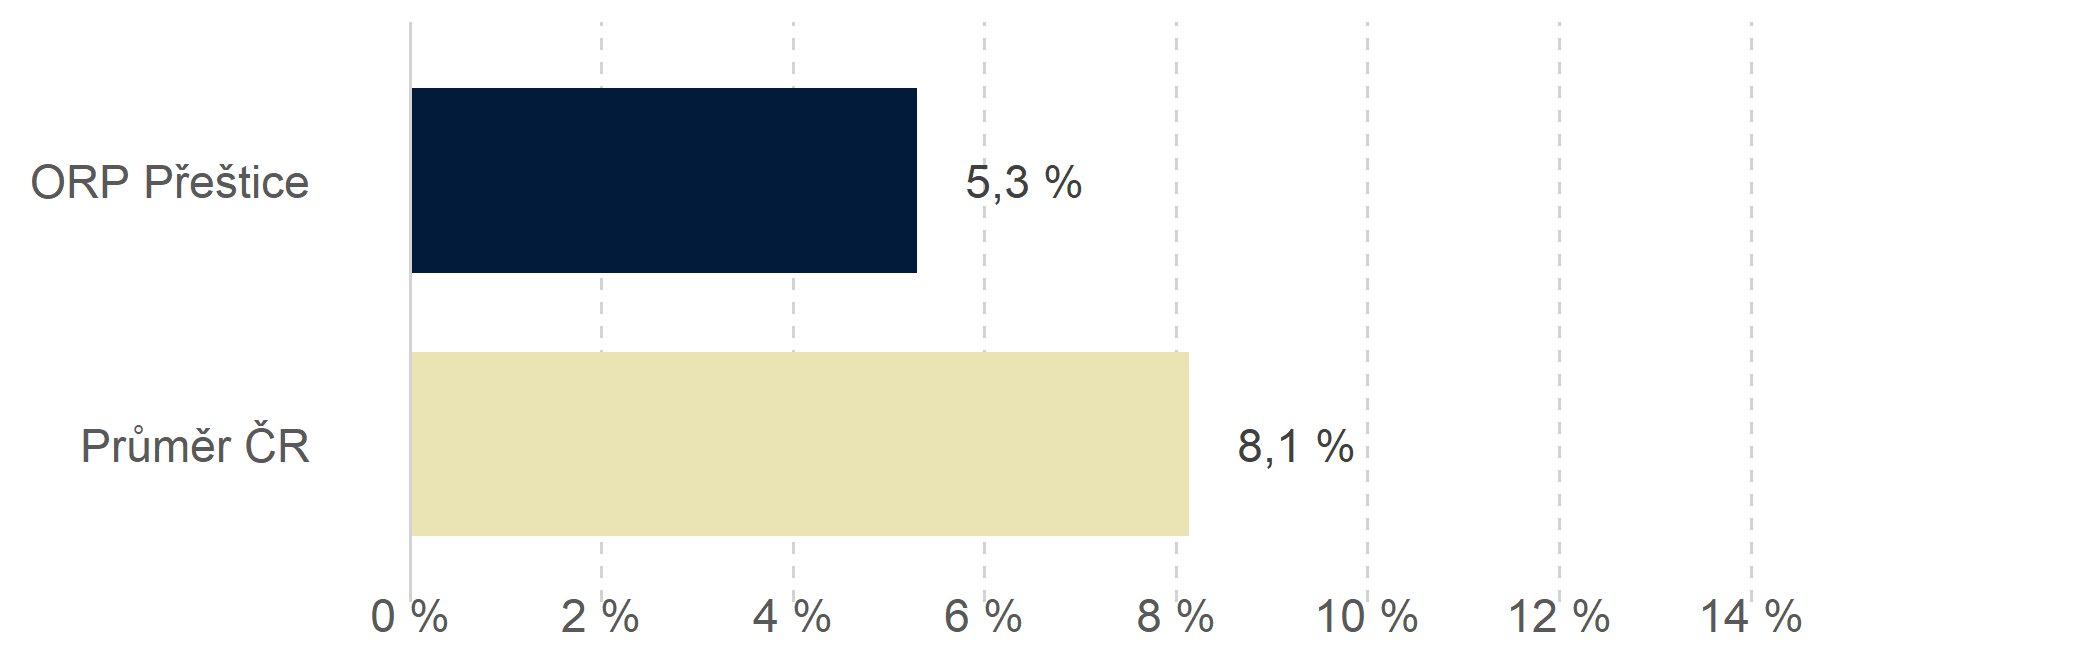 ORP Přeštice
5,3 %
Průměr ČR
8,1 %
0 % 2 % 4 % 6 % 8 % 10 % 12 % 14 %